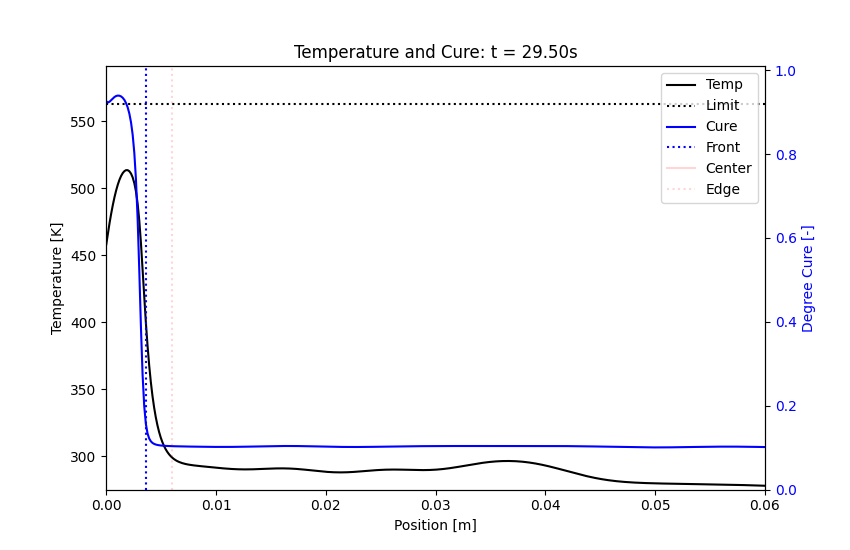 Temperature and Cure: t = 29.50s
Temp
Limit
Cure
Front
Center
Edge
550
500
450
400
350
300
Temperature [K]
1.0
0.8
0.6
0.4
0.2
0.0
Degree Cure [-]
0.00
0.01
0.02
0.03
0.04
0.05
0.06
Position [m]